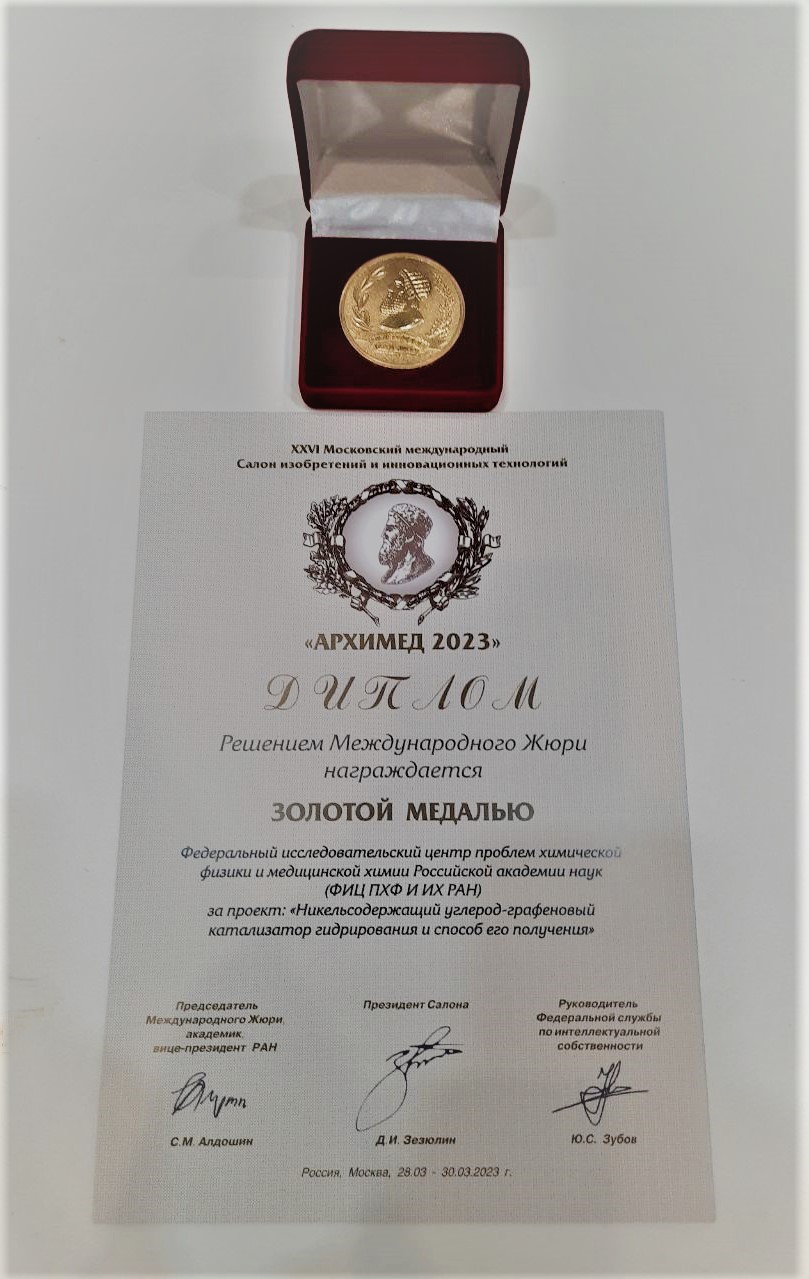 XXVI Московский международный
Салон изобретений и инновационных технологий
«АРХИМЕД 2023»
ДИПЛОМ
Решением Международного Жюри
награждается
ЗОЛОТОЙ МЕДАЛЬЮ
Федеральный исследовательский центр проблем химической
физики и медицинской химии Российской академии наук
(ФИЦ ПХФ И ИХ РАН)
за проект: «Никельсодержащий углерод-графеновый
катализатор гидрирования и способ его получения»
Председатель
Международного Жюри,
академик,
вице-президент РАН
С.М. Алдошин
Президент Салона
Д.И. Зезюлин
Руководитель
Федеральной службы
по интеллектуальной
собственности
Ю.С. Зубов
Россия, Москва, 28.03 - 30.03.2023 г.